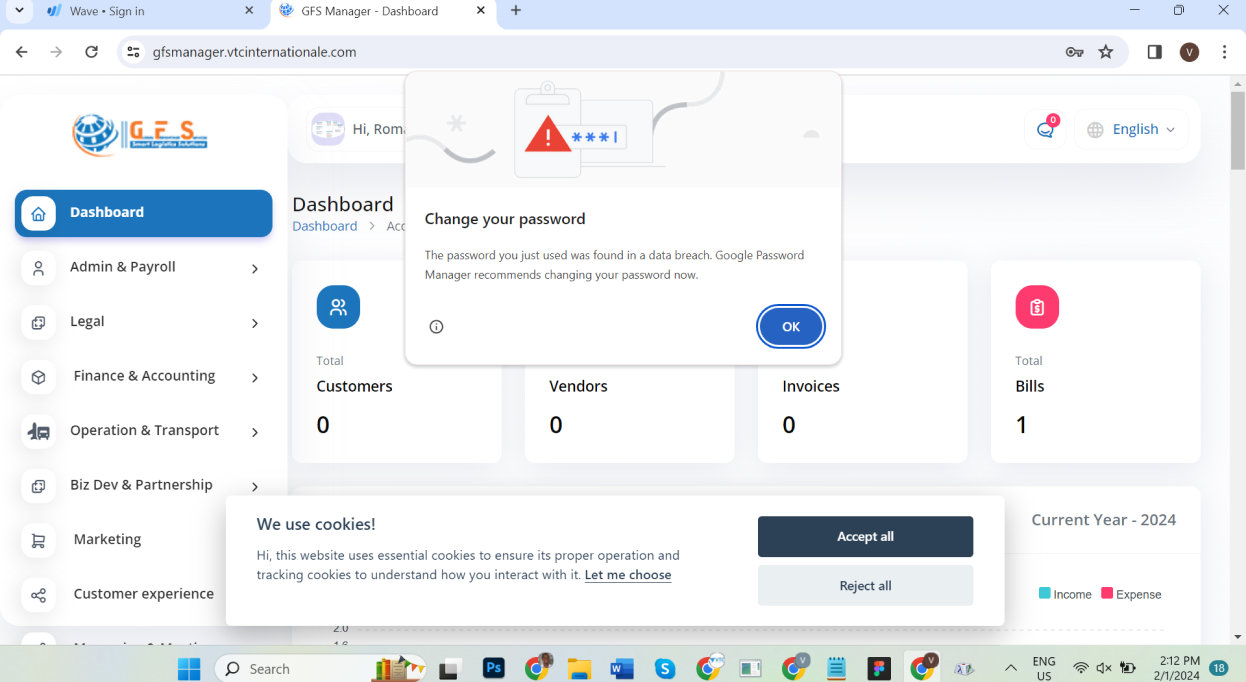 Wave • Sign in
GFS Manager - Dashboard
gfsmanager.vtcinternationale.com
V
G.F.S.
Smart Logistics Solutions
Hi, Roma
0
English
***|
Dashboard
Dashboard
Dashboard > Acc
Change your password
The password you just used was found in a data breach. Google Password
Manager recommends changing your password now.
OK
Admin & Payroll
Legal
Finance & Accounting
Operation & Transport
Biz Dev & Partnership
Marketing
Customer experience
Total
Customers
0
Vendors
0
Invoices
0
Total
Bills
1
Current Year - 2024
Income
Expense
2.0
We use cookies!
Hi, this website uses essential cookies to ensure its proper operation and
tracking cookies to understand how you interact with it. Let me choose
Accept all
Reject all
Search
Ps
W
S
V
V
ENG
US
2:12 PM
2/1/2024
18